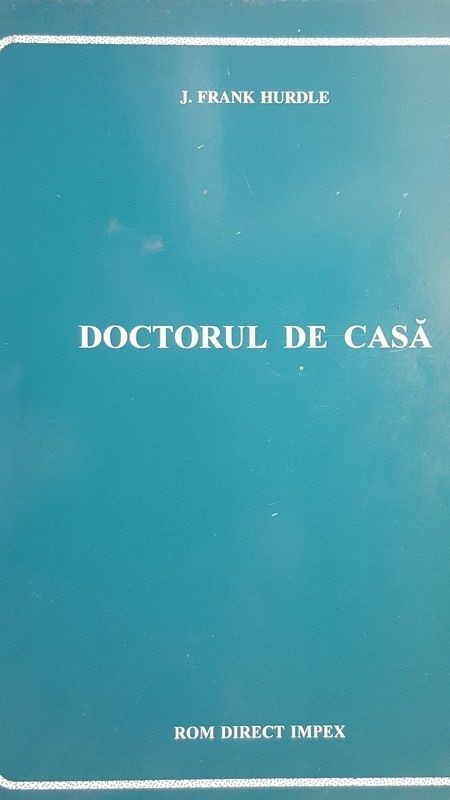 J. FRANK HURDLE
DOCTORUL DE CASĂ
ROM DIRECT IMPEX